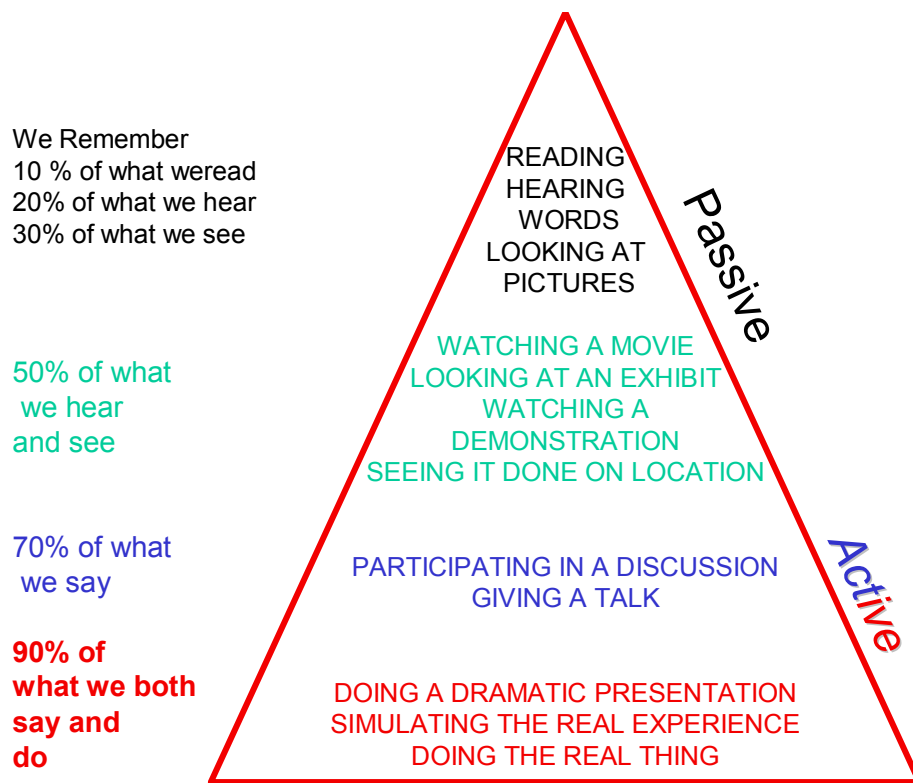 We Remember
10 % of what weread
20% of what we hear
30% of what we see
READING
HEARING
WORDS
LOOKING AT
PICTURES
Passive
50% of what
we hear
and see
WATCHING A MOVIE
LOOKING AT AN EXHIBIT
WATCHING A
DEMONSTRATION
SEEING IT DONE ON LOCATION
70% of what
we say
PARTICIPATING IN A DISCUSSION
GIVING A TALK
Active
90% of
what we both
say and
do
DOING A DRAMATIC PRESENTATION
SIMULATING THE REAL EXPERIENCE
DOING THE REAL THING